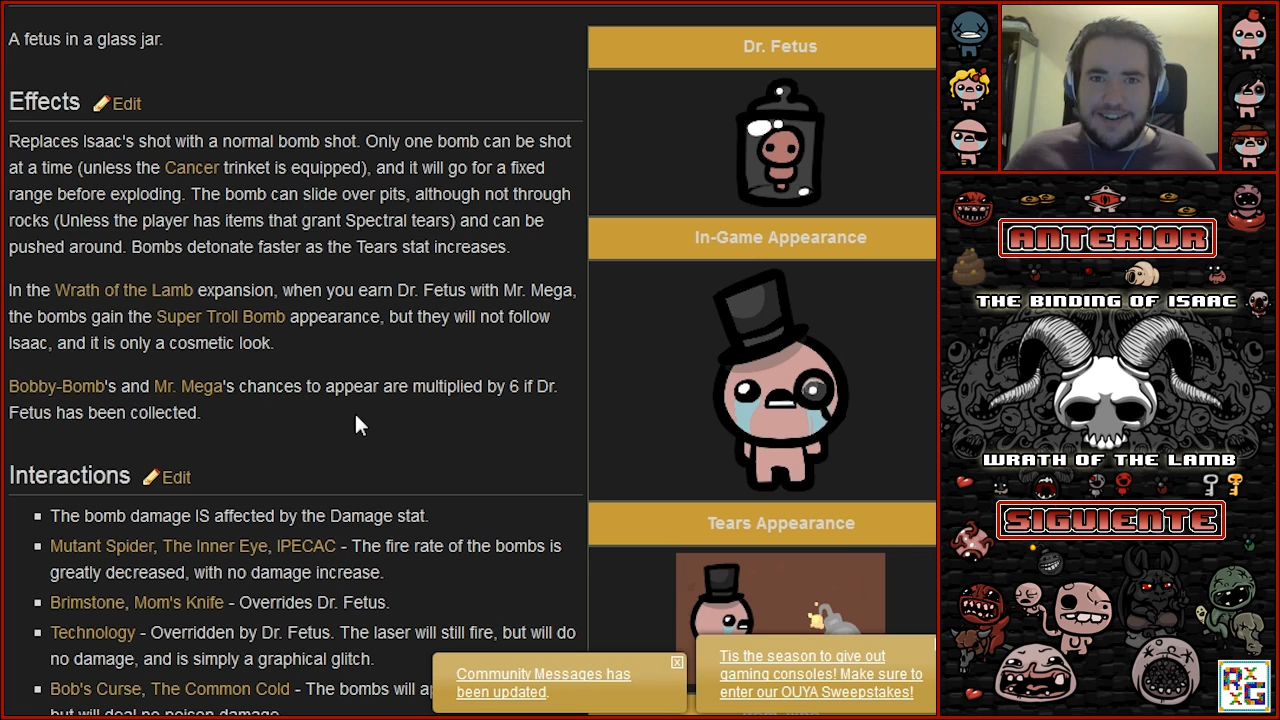 A fetus in a glass jar.
Effects Edit
Replaces Isaac's shot with a normal bomb shot. Only one bomb can be shot
at a time (unless the Cancer trinket is equipped), and it will go for a fixed
range before exploding. The bomb can slide over pits, although not through
rocks (Unless the player has items that grant Spectral tears) and can be
pushed around. Bombs detonate faster as the Tears stat increases.
In the Wrath of the Lamb expansion, when you earn Dr. Fetus with Mr. Mega,
the bombs gain the Super Troll Bomb appearance, but they will not follow
Isaac, and it is only a cosmetic look.
Bobby-Bomb's and Mr. Mega's chances to appear are multiplied by 6 if Dr.
Fetus has been collected.
Interactions Edit
The bomb damage IS affected by the Damage stat.
Mutant Spider, The Inner Eye, IPECAC - The fire rate of the bombs is
greatly decreased, with no damage increase.
Brimstone, Mom's Knife - Overrides Dr. Fetus.
Technology - Overridden by Dr. Fetus. The laser will still fire, but will do
no damage, and is simply a graphical glitch.
Bob's Curse, The Common Cold - The bombs will
Dr. Fetus
In-Game Appearance
Tears Appearance
Community Messages has
been updated.
Tis the season to give out
gaming consoles! Make sure to
enter our OUYA Sweepstakes!
ANTERIOR
THE BINDING OF ISAAC
WRATH OF THE LAMB
SIGUIENTE
RXXG